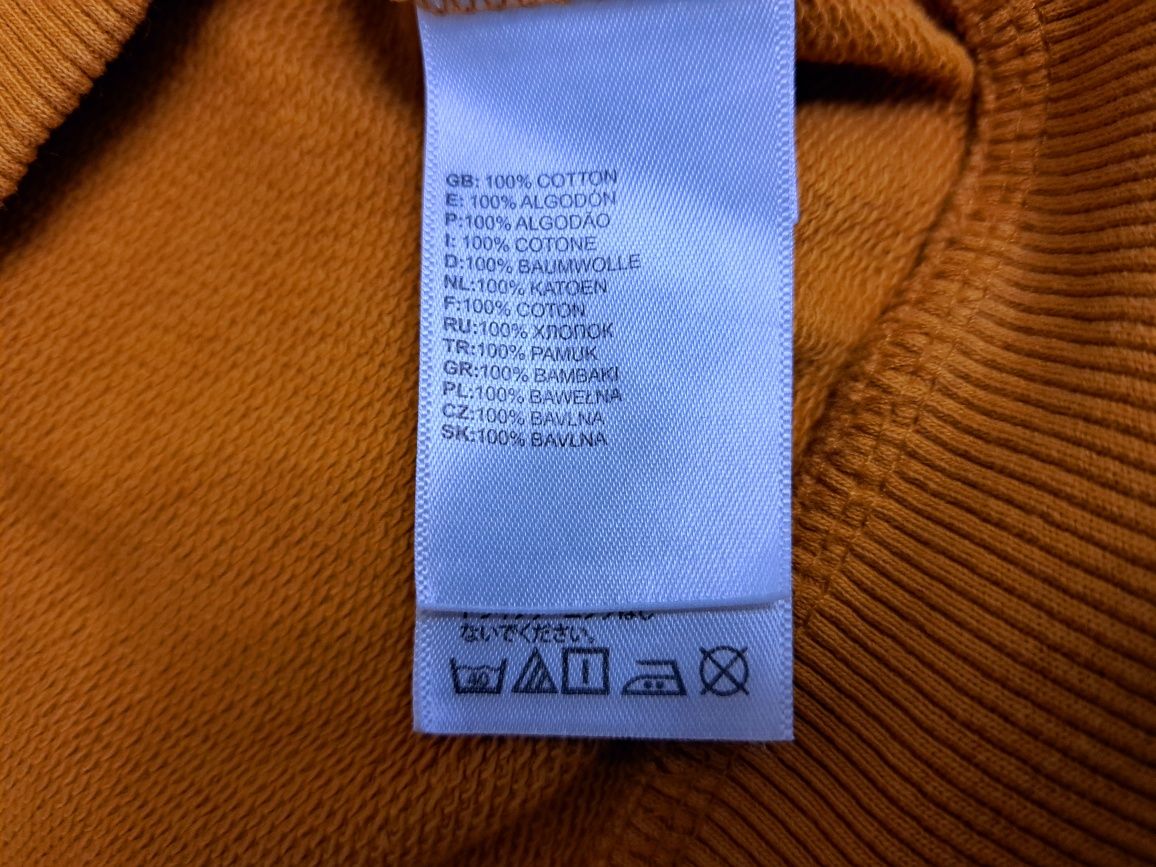 GB: 100% COTTON
E: 100% ALGODÓN
P:100% ALGODÃO
I: 100% COTONE
D:100% BAUMWOLLE
NL:100% KATOEN
F:100% COTON
RU:100% ХЛОПОК
TR:100% PAMUK
GR:100% BAMBAKI
PL:100% BAWEŁNA
CZ:100% BAVLNA
SK:100% BAVLNA
ないでください。
40